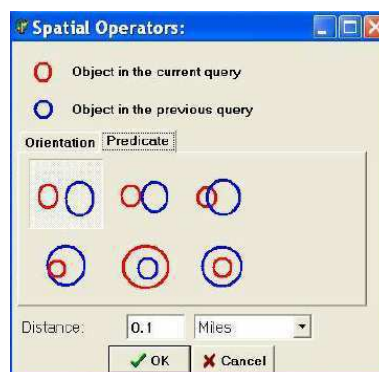 Spatial Operators:
Object in the current query
Object in the previous query
Orientation Predicate
Distance: 0.1 Miles
OK Cancel